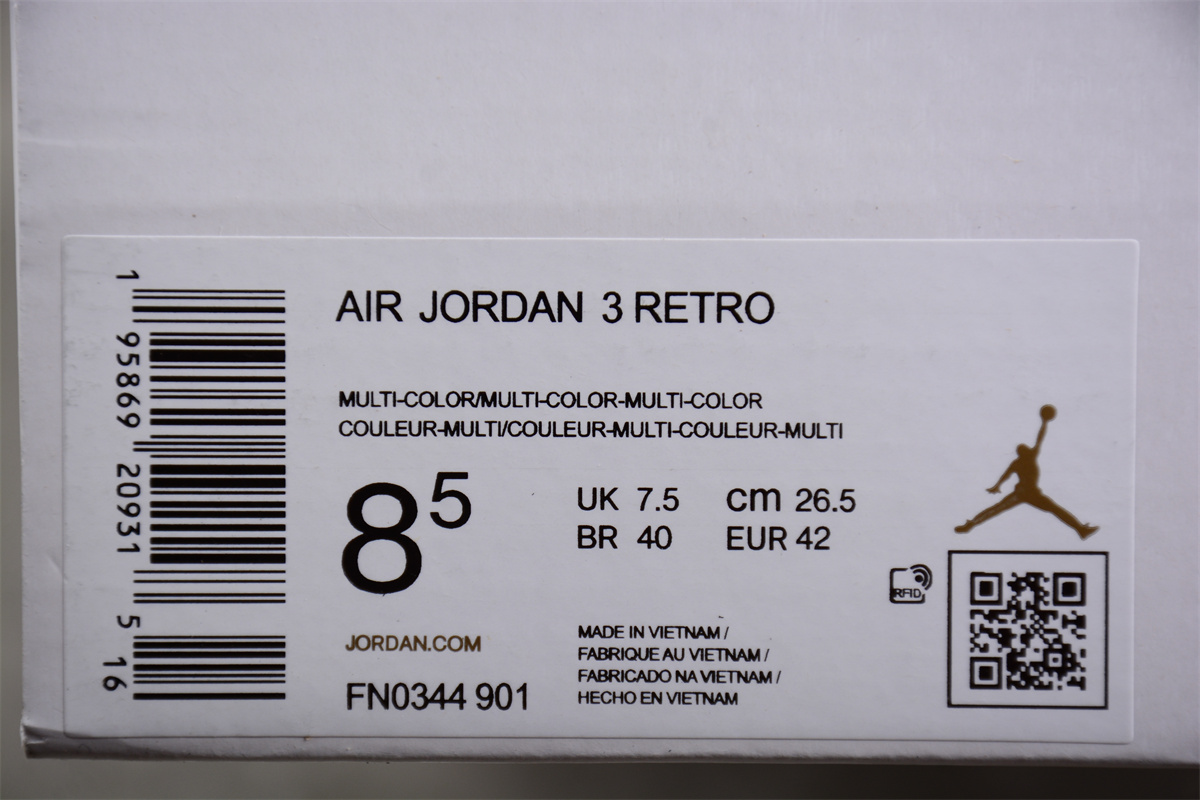 AIR JORDAN 3 RETRO
MULTI-COLOR/MULTI-COLOR-MULTI-COLOR
COULEUR-MULTI/COULEUR-MULTI-COULEUR-MULTI
8 5
UK 7.5 cm 26.5
BR 40 EUR 42
RFID
JORDAN.COM
FN0344 901
MADE IN VIETNAM /
FABRIQUE AU VIETNAM /
FABRICADO NA VIETNAM /
HECHO EN VIETNAM
1 95869 20931 5 16